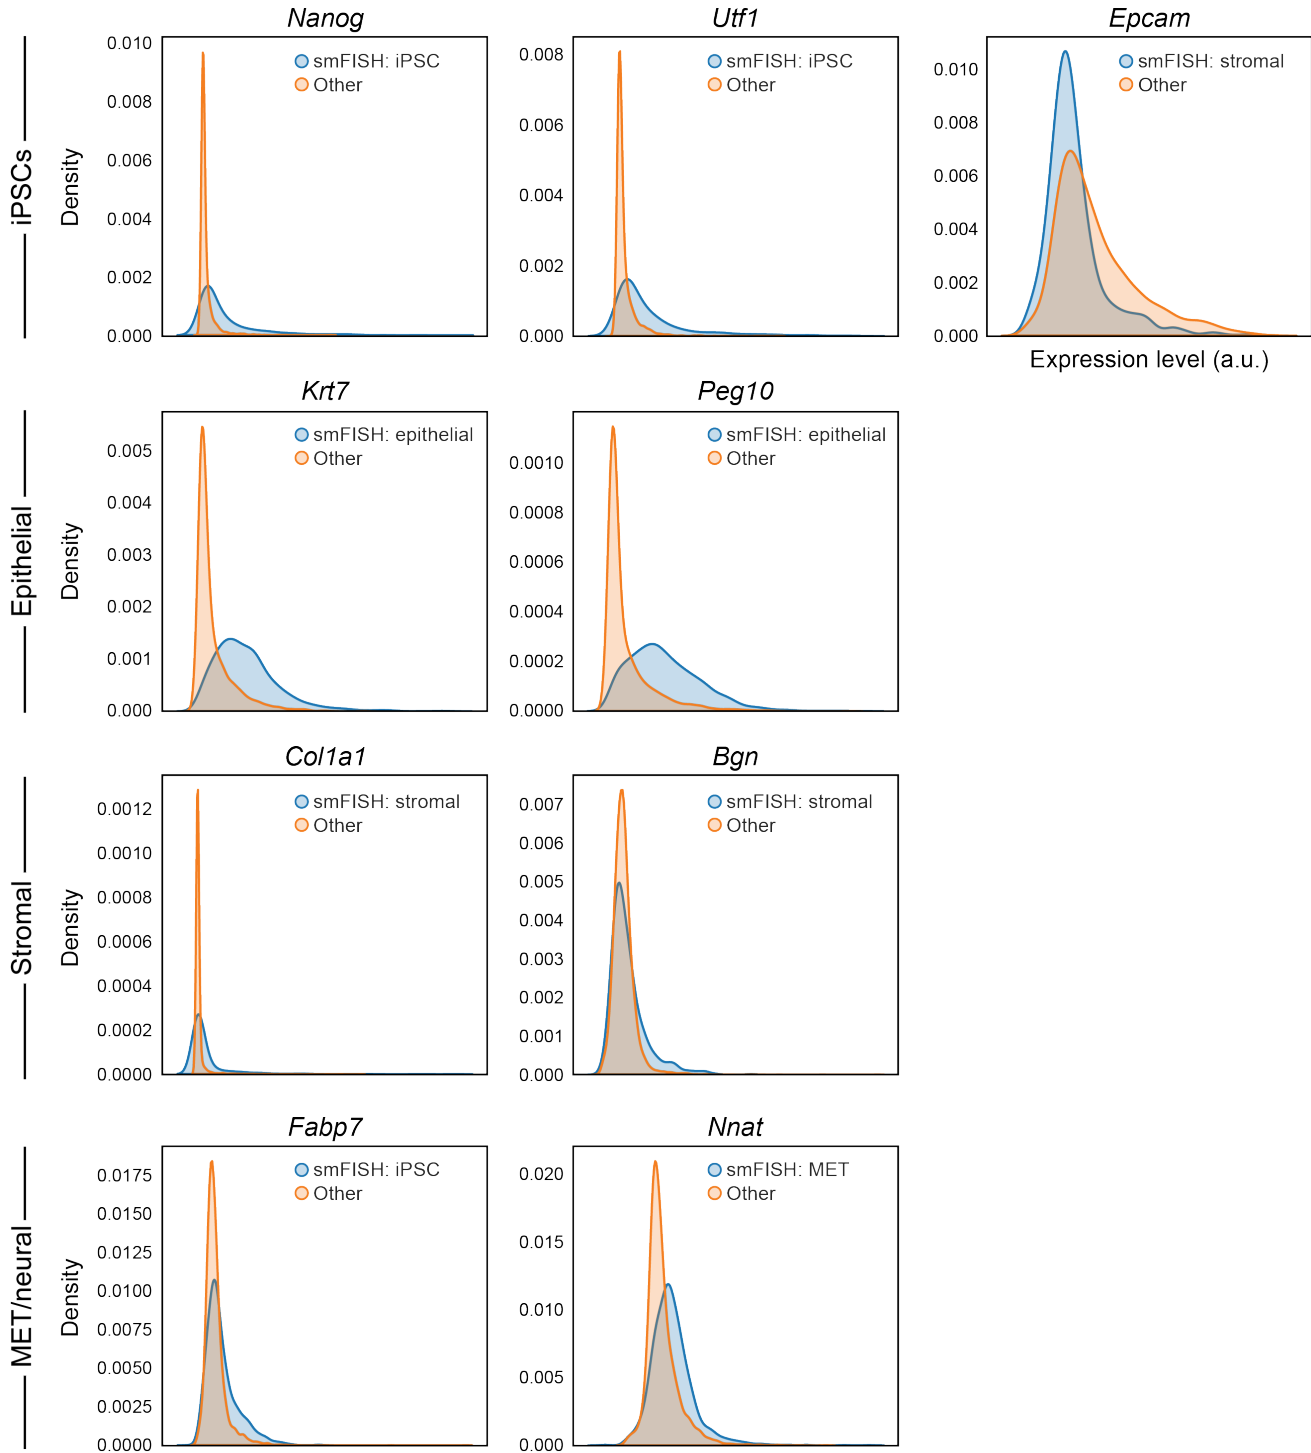 Nanog
Utf1
Epcam
iPSCs
Density
0.010
0.008
0.006
0.004
0.002
0.000
smFISH: iPSC
Other
0.008
0.006
0.004
0.002
0.000
smFISH: iPSC
Other
0.010
0.008
0.006
0.004
0.002
0.000
smFISH: stromal
Other
Expression level (a.u.)
Krt7
Peg10
Epithelial
Density
0.005
0.004
0.003
0.002
0.001
0.000
smFISH: epithelial
Other
0.0010
0.0008
0.0006
0.0004
0.0002
0.0000
smFISH: epithelial
Other
Col1a1
Bgn
Stromal
Density
0.0012
0.0010
0.0008
0.0006
0.0004
0.0002
0.0000
smFISH: stromal
Other
0.007
0.006
0.005
0.004
0.003
0.002
0.001
0.000
smFISH: stromal
Other
Fabp7
Nnat
MET/neural
Density
0.0175
0.0150
0.0125
0.0100
0.0075
0.0050
0.0025
0.0000
smFISH: iPSC
Other
0.020
0.015
0.010
0.005
0.000
smFISH: MET
Other